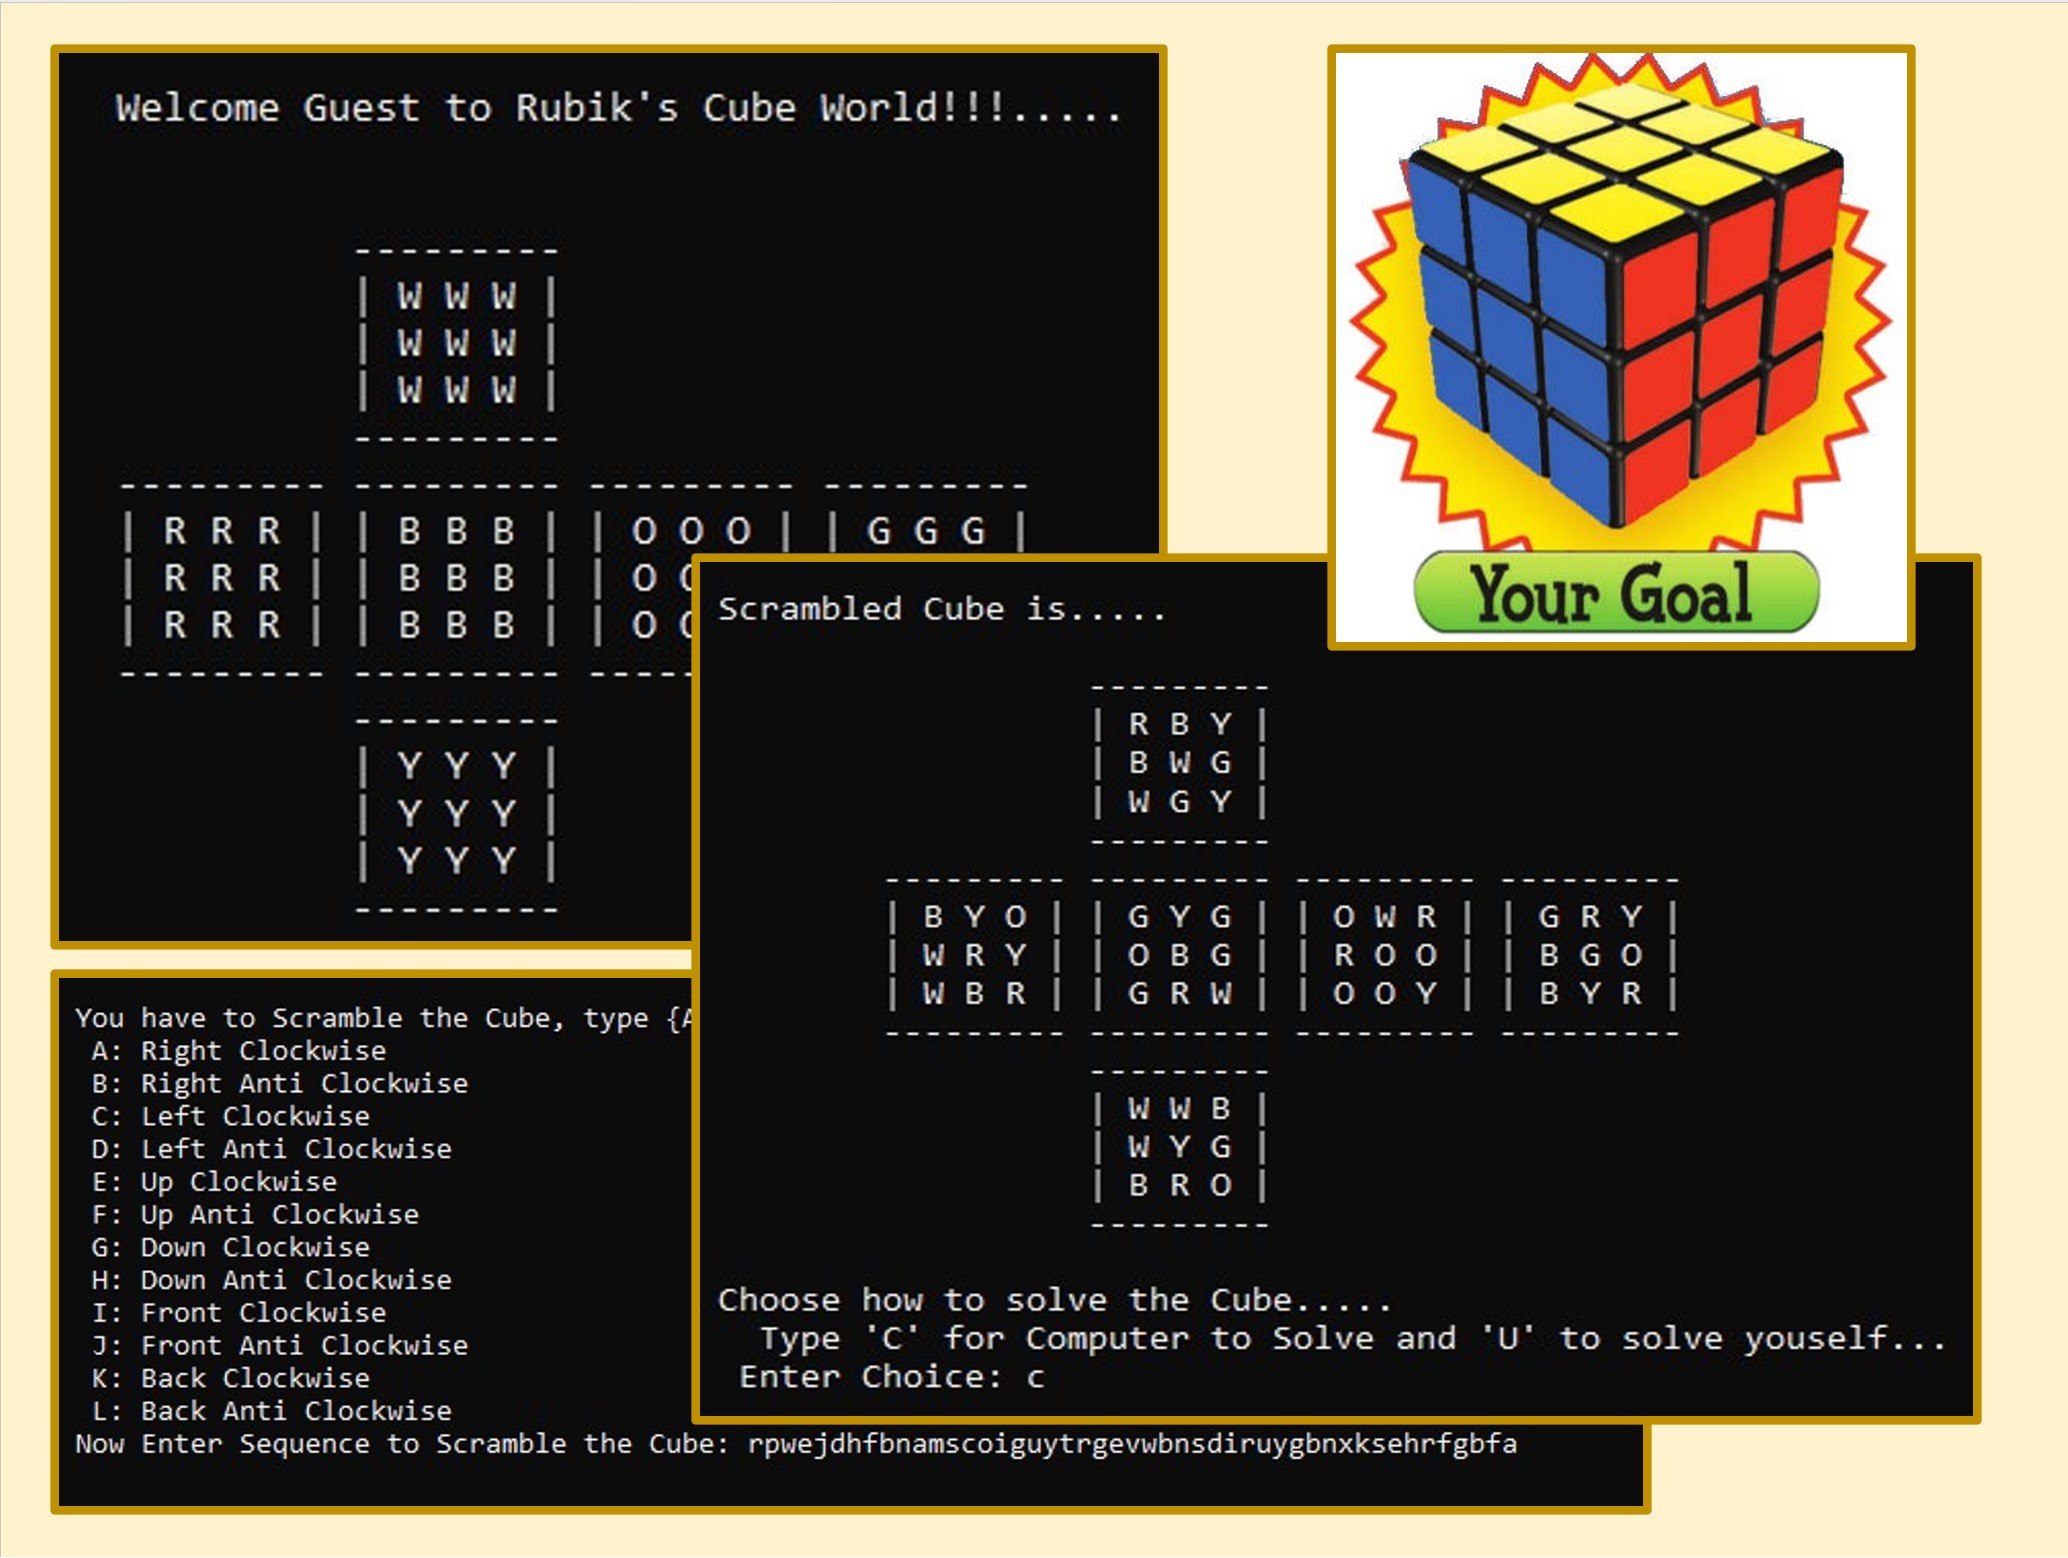 Welcome Guest to Rubik's Cube World!!!.....
---------
| W W W |
| W W W |
| W W W |
---------
--------- --------- --------- ---------
| R R R | | B B B | | O O O | | G G G |
| R R R | | B B B | | O
| R R R | | B B B | | O
--------- --------- -----
---------
| Y Y Y |
| Y Y Y |
| Y Y Y |
---------
Your Goal
You have to Scramble the Cube, type {A
A: Right Clockwise
B: Right Anti Clockwise
C: Left Clockwise
D: Left Anti Clockwise
E: Up Clockwise
F: Up Anti Clockwise
G: Down Clockwise
H: Down Anti Clockwise
I: Front Clockwise
J: Front Anti Clockwise
K: Back Clockwise
L: Back Anti Clockwise
Now Enter Sequence to Scramble the Cube: rpwejdhfbnamscoiguytrgevwbnsdiruygbnxksehrfgbfa
Scrambled Cube is.....
---------
| R B Y |
| B W G |
| W G Y |
---------
--------- --------- --------- ---------
| B Y O | | G Y G | | O W R | | G R Y |
| W R Y | | O B G | | R O O | | B G O |
| W B R | | G R W | | O O Y | | B Y R |
--------- --------- --------- ---------
---------
| W W B |
| W Y G |
| B R O |
---------
Choose how to solve the Cube.....
Type 'C' for Computer to Solve and 'U' to solve youself...
Enter Choice: c